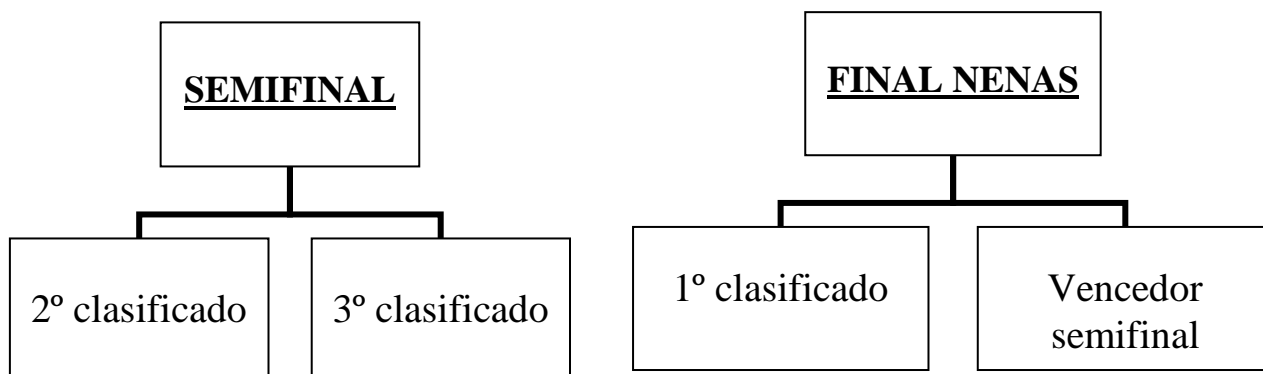 SEMIFINAL
2º clasificado
3º clasificado
FINAL NENAS
1º clasificado
Vencedor
semifinal